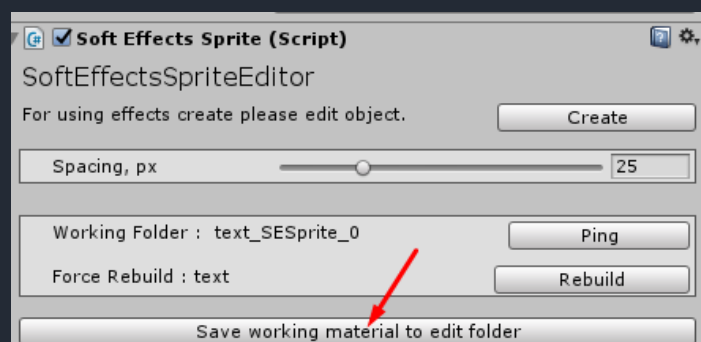 Soft Effects Sprite (Script)
SoftEffectsSpriteEditor
For using effects create please edit object.
Create
Spacing, px
25
Working Folder : text_SESprite_0
Ping
Force Rebuild : text
Rebuild
Save working material to edit folder